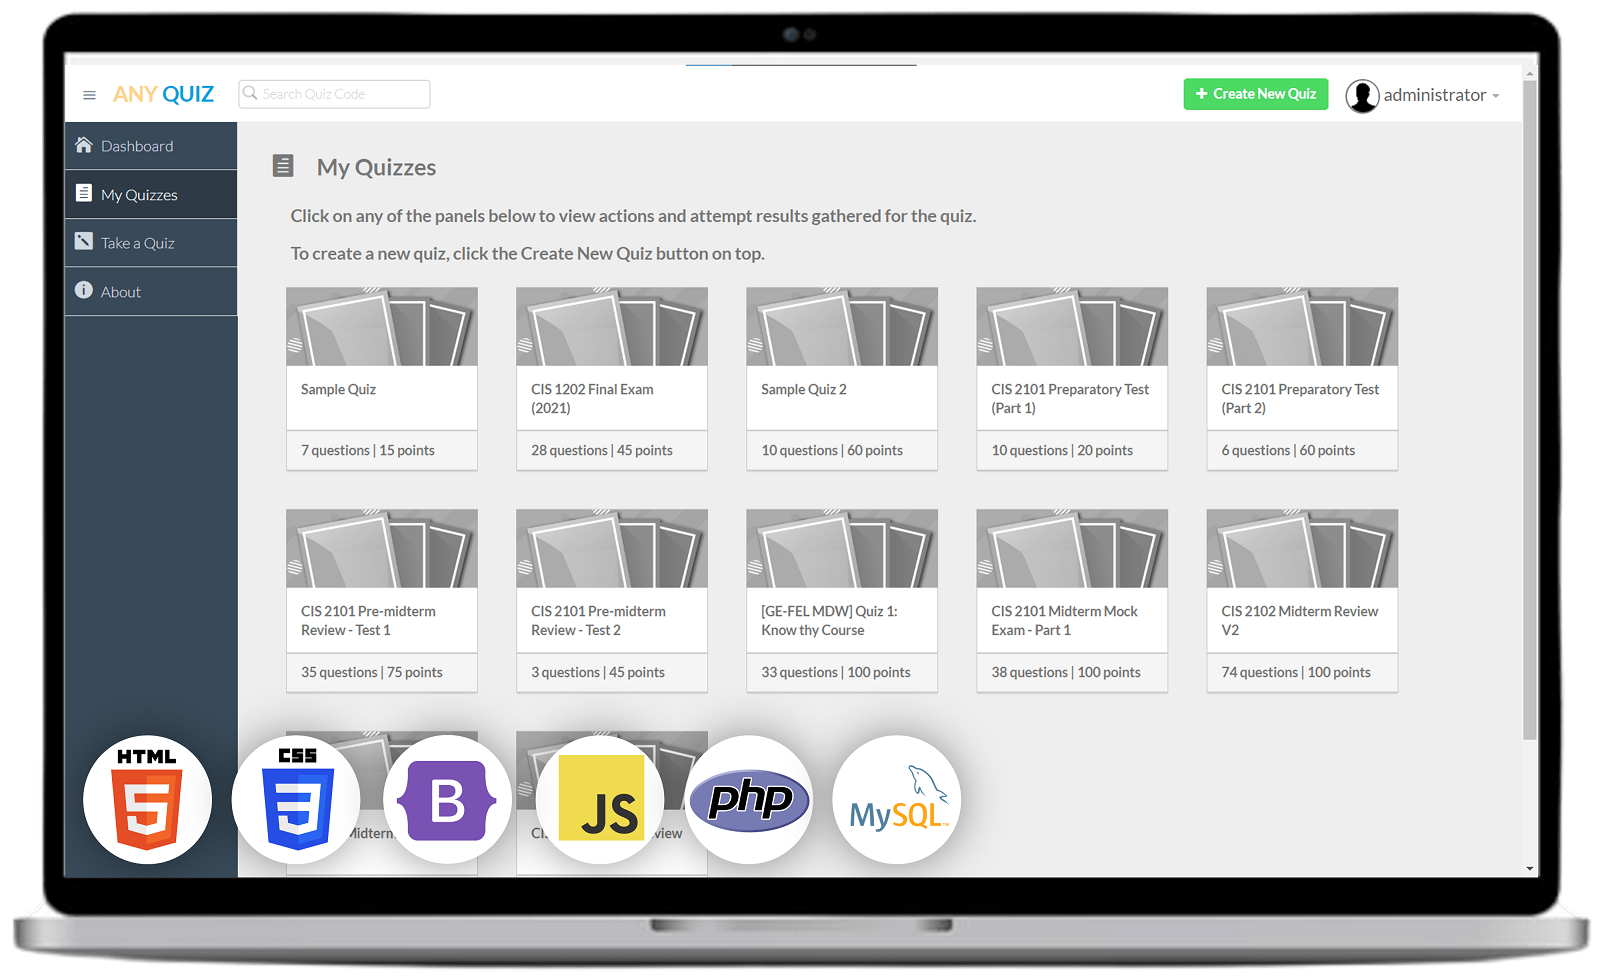 ANY QUIZ
Search Quiz Code
+ Create New Quiz
administrator
Dashboard
My Quizzes
Take a Quiz
About
My Quizzes
Click on any of the panels below to view actions and attempt results gathered for the quiz.
To create a new quiz, click the Create New Quiz button on top.
Sample Quiz
7 questions | 15 points
CIS 1202 Final Exam
(2021)
28 questions | 45 points
Sample Quiz 2
10 questions | 60 points
CIS 2101 Preparatory Test
(Part 1)
10 questions | 20 points
CIS 2101 Preparatory Test
(Part 2)
6 questions | 60 points
CIS 2101 Pre-midterm
Review - Test 1
35 questions | 75 points
CIS 2101 Pre-midterm
Review - Test 2
3 questions | 45 points
[GE-FEL MDW] Quiz 1:
Know thy Course
33 questions | 100 points
CIS 2101 Midterm Mock
Exam - Part 1
38 questions | 100 points
CIS 2102 Midterm Review
V2
74 questions | 100 points
HTML
5
CSS
3
B
JS
php
MySQL™